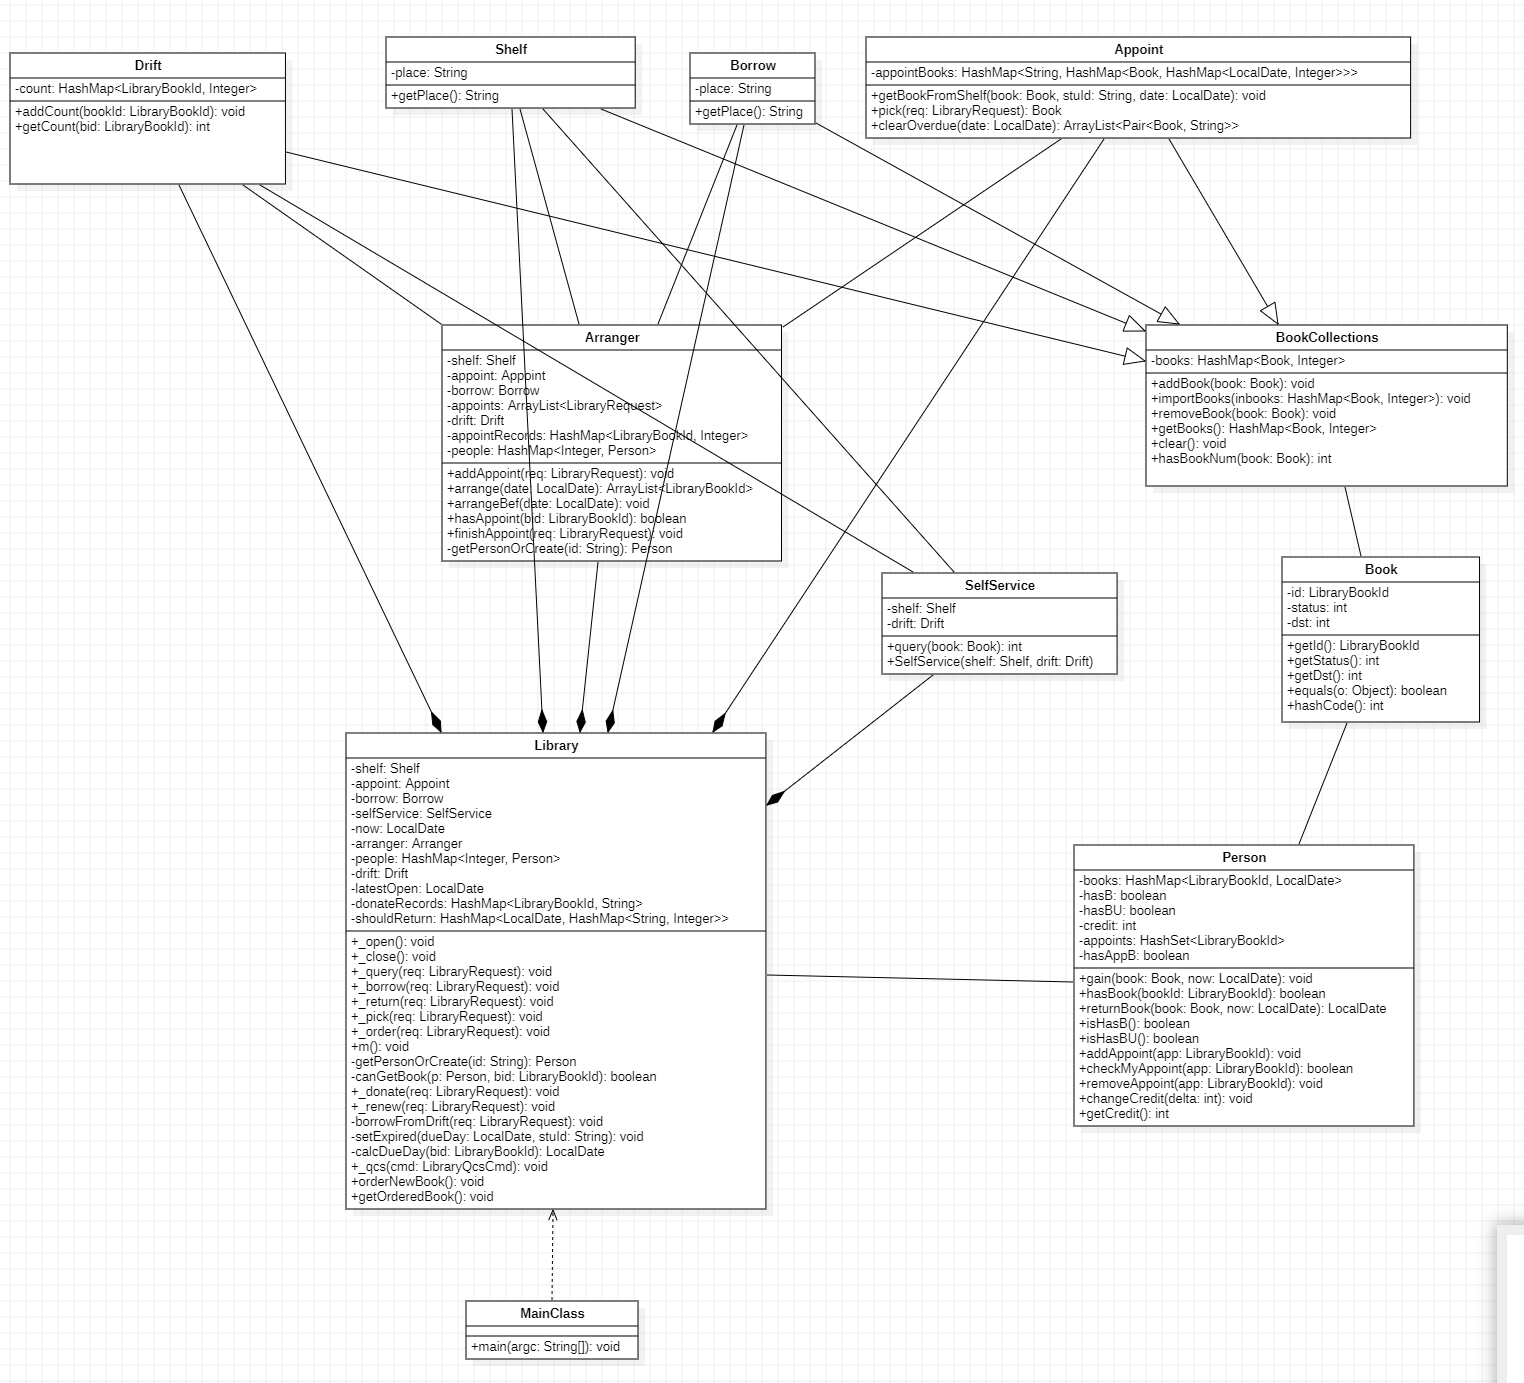 Drift
-count: HashMap<LibraryBookId, Integer>
+addCount(bookId: LibraryBookId): void
+getCount(bid: LibraryBookId): int
Shelf
-place: String
+getPlace(): String
Borrow
-place: String
+getPlace(): String
Appoint
-appointBooks: HashMap<String, HashMap<Book, HashMap<LocalDate, Integer>>>
+getBookFromShelf(book: Book, stuId: String, date: LocalDate): void
+pick(req: LibraryRequest): Book
+clearOverdue(date: LocalDate): ArrayList<Pair<Book, String>>
Arranger
-shelf: Shelf
-appoint: Appoint
-borrow: Borrow
-appoints: ArrayList<LibraryRequest>
-drift: Drift
-appointRecords: HashMap<LibraryBookId, Integer>
-people: HashMap<Integer, Person>
+addAppoint(req: LibraryRequest): void
+arrange(date: LocalDate): ArrayList<LibraryBookId>
+arrangeBef(date: LocalDate): void
+hasAppoint(bid: LibraryBookId): boolean
+finishAppoint(req: LibraryRequest): void
-getPersonOrCreate(id: String): Person
BookCollections
-books: HashMap<Book, Integer>
+addBook(book: Book): void
+importBooks(inbooks: HashMap<Book, Integer>): void
+removeBook(book: Book): void
+getBooks(): HashMap<Book, Integer>
+clear(): void
+hasBookNum(book: Book): int
SelfService
-shelf: Shelf
-drift: Drift
+query(book: Book): int
+SelfService(shelf: Shelf, drift: Drift)
Book
-id: LibraryBookId
-status: int
-dst: int
+getId(): LibraryBookId
+getStatus(): int
+getDst(): int
+equals(o: Object): boolean
+hashCode(): int
Library
-shelf: Shelf
-appoint: Appoint
-borrow: Borrow
-selfService: SelfService
-now: LocalDate
-arranger: Arranger
-people: HashMap<Integer, Person>
-drift: Drift
-latestOpen: LocalDate
-donateRecords: HashMap<LibraryBookId, String>
-shouldReturn: HashMap<LocalDate, HashMap<String, Integer>>
+_open(): void
+_close(): void
+_query(req: LibraryRequest): void
+_borrow(req: LibraryRequest): void
+_return(req: LibraryRequest): void
+_pick(req: LibraryRequest): void
+_order(req: LibraryRequest): void
+m(): void
-getPersonOrCreate(id: String): Person
-canGetBook(p: Person, bid: LibraryBookId): boolean
+_donate(req: LibraryRequest): void
+_renew(req: LibraryRequest): void
-borrowFromDrift(req: LibraryRequest): void
-setExpired(dueDay: LocalDate, stuId: String): void
-calcDueDay(bid: LibraryBookId): LocalDate
+_qcs(cmd: LibraryQcsCmd): void
+orderNewBook(): void
+getOrderedBook(): void
Person
-books: HashMap<LibraryBookId, LocalDate>
-hasB: boolean
-hasBU: boolean
-credit: int
-appoints: HashSet<LibraryBookId>
-hasAppB: boolean
+gain(book: Book, now: LocalDate): void
+hasBook(bookId: LibraryBookId): boolean
+returnBook(book: Book, now: LocalDate): LocalDate
+isHasB(): boolean
+isHasBU(): boolean
+addAppoint(app: LibraryBookId): void
+checkMyAppoint(app: LibraryBookId): boolean
+removeAppoint(app: LibraryBookId): void
+changeCredit(delta: int): void
+getCredit(): int
MainClass
+main(argc: String[]): void